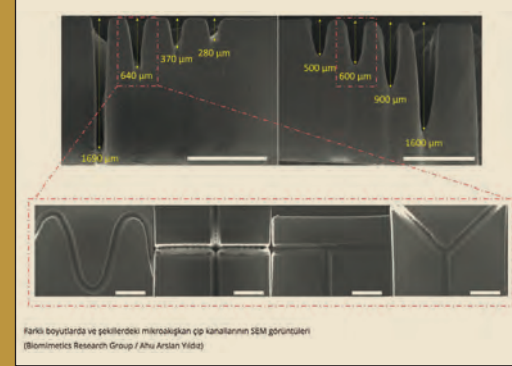 640 μm
370 μm
280 μm
1690 μm
500 μm
600 μm
900 μm
1600 μm
Farklı boyutlarda ve şekillerdeki mikroakışkan çip kanallarının SEM görüntüleri
(Biomimetics Research Group / Ahu Arslan Yıldız)